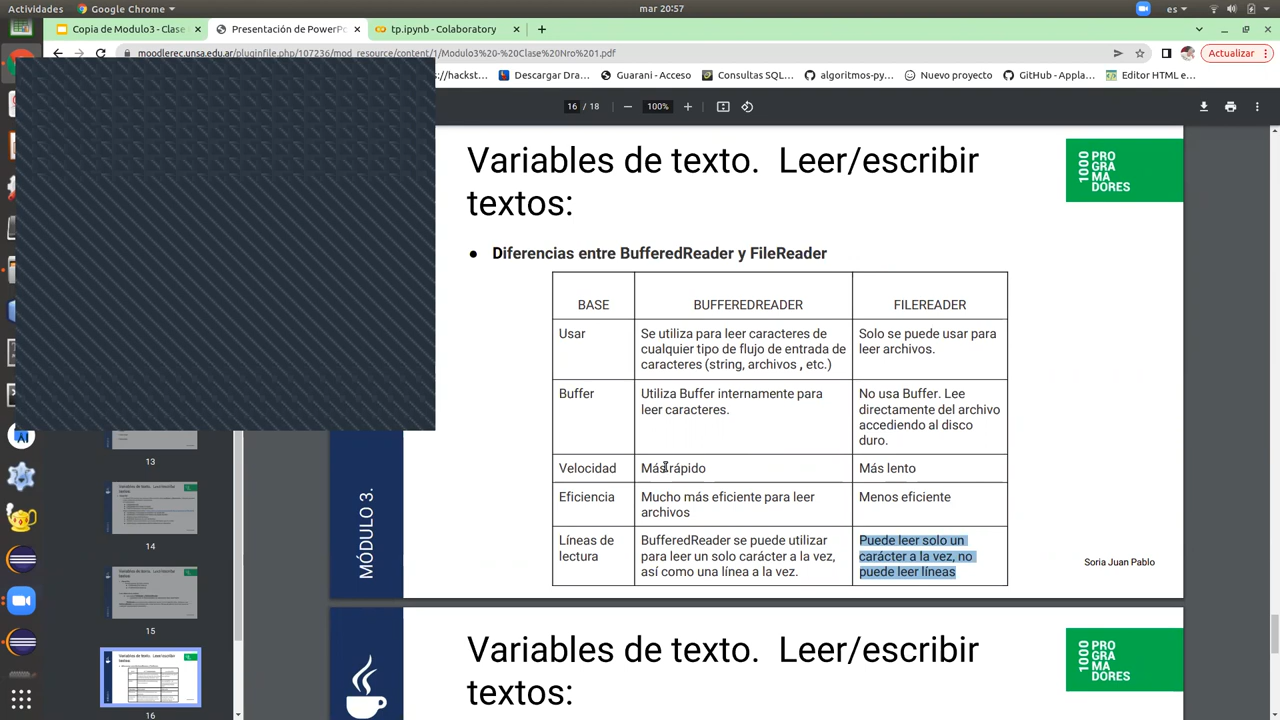 Actividades
Google Chrome
mar 20:57
es
Copia de Modulo3 - Clase
Presentación de PowerPo
tp.ipynb - Colaboratory
moodlerec.unsa.edu.ar/pluginfile.php/107236/mod_resource/content/1/Modulo3%20-%20Clase%20Nro%201.pdf
Actualizar
s://hackst...
Descargar Dra...
Guarani - Acceso
Consultas SQL...
algoritmos-py...
Nuevo proyecto
GitHub - Appla...
Editor HTML e...
16 / 18
100%
Variables de texto. Leer/escribir
textos:
1000
PRO
GRA
MA
DORES
● Diferencias entre BufferedReader y FileReader
BASE
BUFFEREDREADER
FILEREADER
Usar
Se utiliza para leer caracteres de
cualquier tipo de flujo de entrada de
caracteres (string, archivos , etc.)
Solo se puede usar para
leer archivos.
Buffer
Utiliza Buffer internamente para
leer caracteres.
No usa Buffer. Lee
directamente del archivo
accediendo al disco
duro.
Velocidad
Más rápido
Más lento
Eficiencia
Mucho más eficiente para leer
archivos
Menos eficiente
Líneas de
lectura
BufferedReader se puede utilizar
para leer un solo carácter a la vez,
así como una línea a la vez.
Puede leer solo un
carácter a la vez, no
puede leer líneas
MÓDULO 3.
Soria Juan Pablo
13
14
15
16
Variables de texto. Leer/escribir
textos:
1000
PRO
GRA
MA
DORES